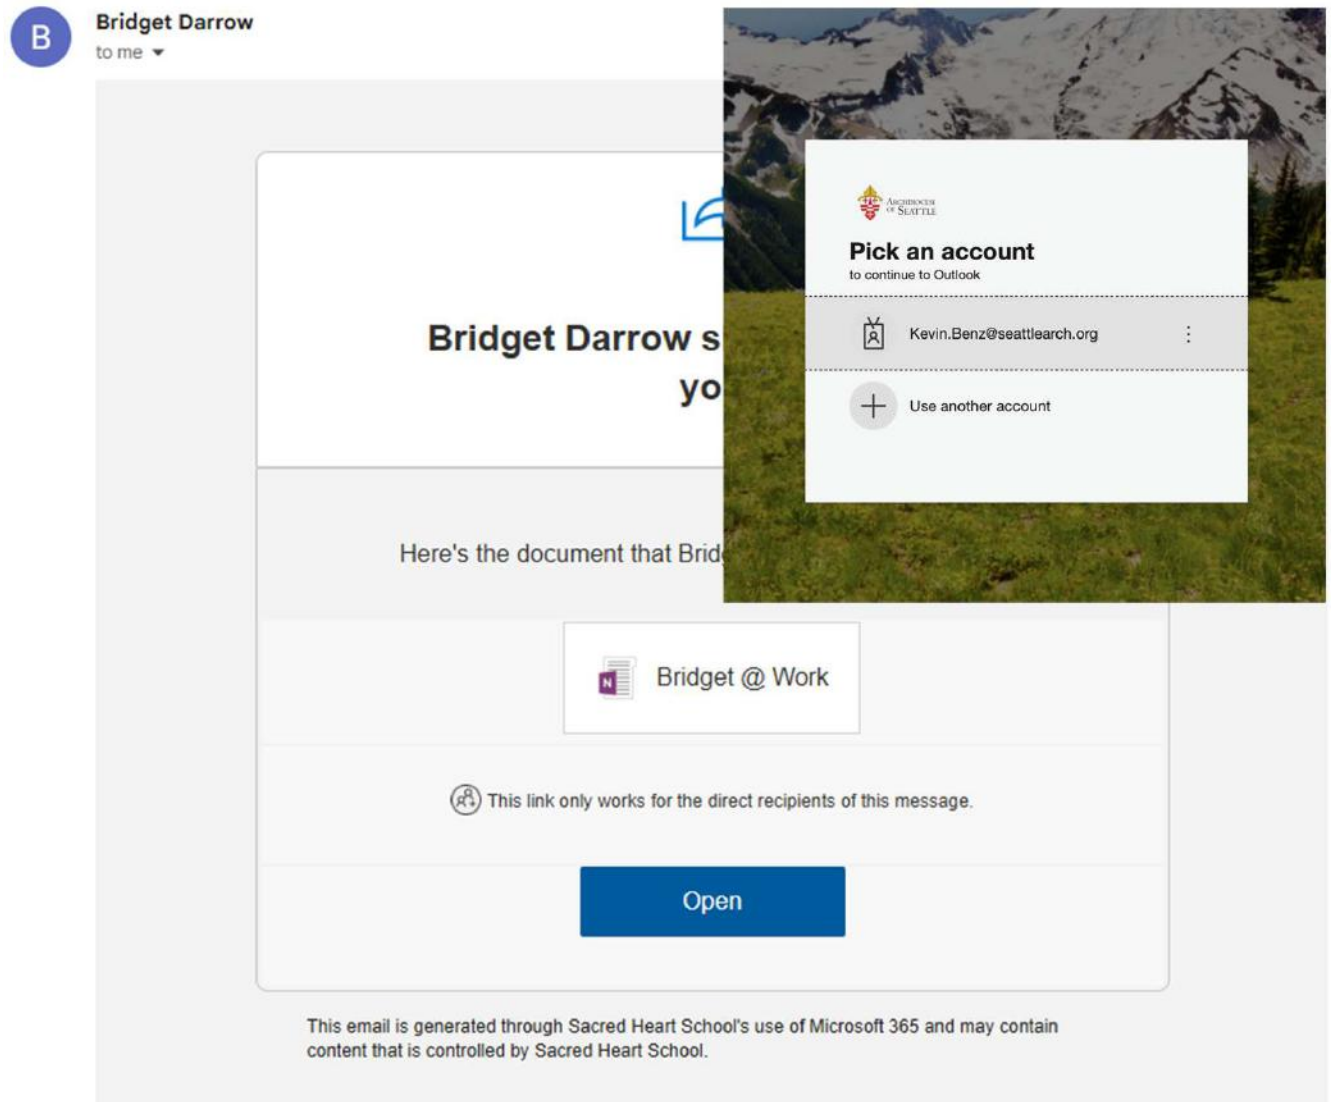 B
Bridget Darrow
to me
Bridget Darrow s
yo
Here's the document that Bridg
N
Bridget @ Work
This link only works for the direct recipients of this message.
Open
This email is generated through Sacred Heart School's use of Microsoft 365 and may contain
content that is controlled by Sacred Heart School.
ARCHDIOCESE
OF SEATTLE
Pick an account
to continue to Outlook
Kevin.Benz@seattlearch.org
Use another account